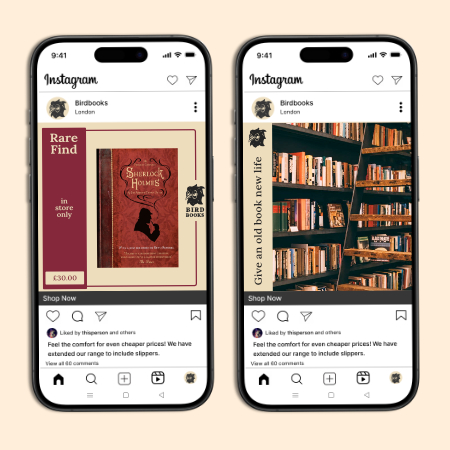 9:41
Instagram
Birdbooks
London
Rare
Find
in
store
only
£30.00
SHERLOCK
HOLMES
The Times
BIRD
BOOKS
Shop Now
Liked by thisperson and others
Feel the comfort for even cheaper prices! We have
extended our range to include slippers.
View all 60 comments
9:41
Instagram
Birdbooks
London
Give an old book new life
Shop Now
Liked by thisperson and others
Feel the comfort for even cheaper prices! We have
extended our range to include slippers.
View all 60 comments